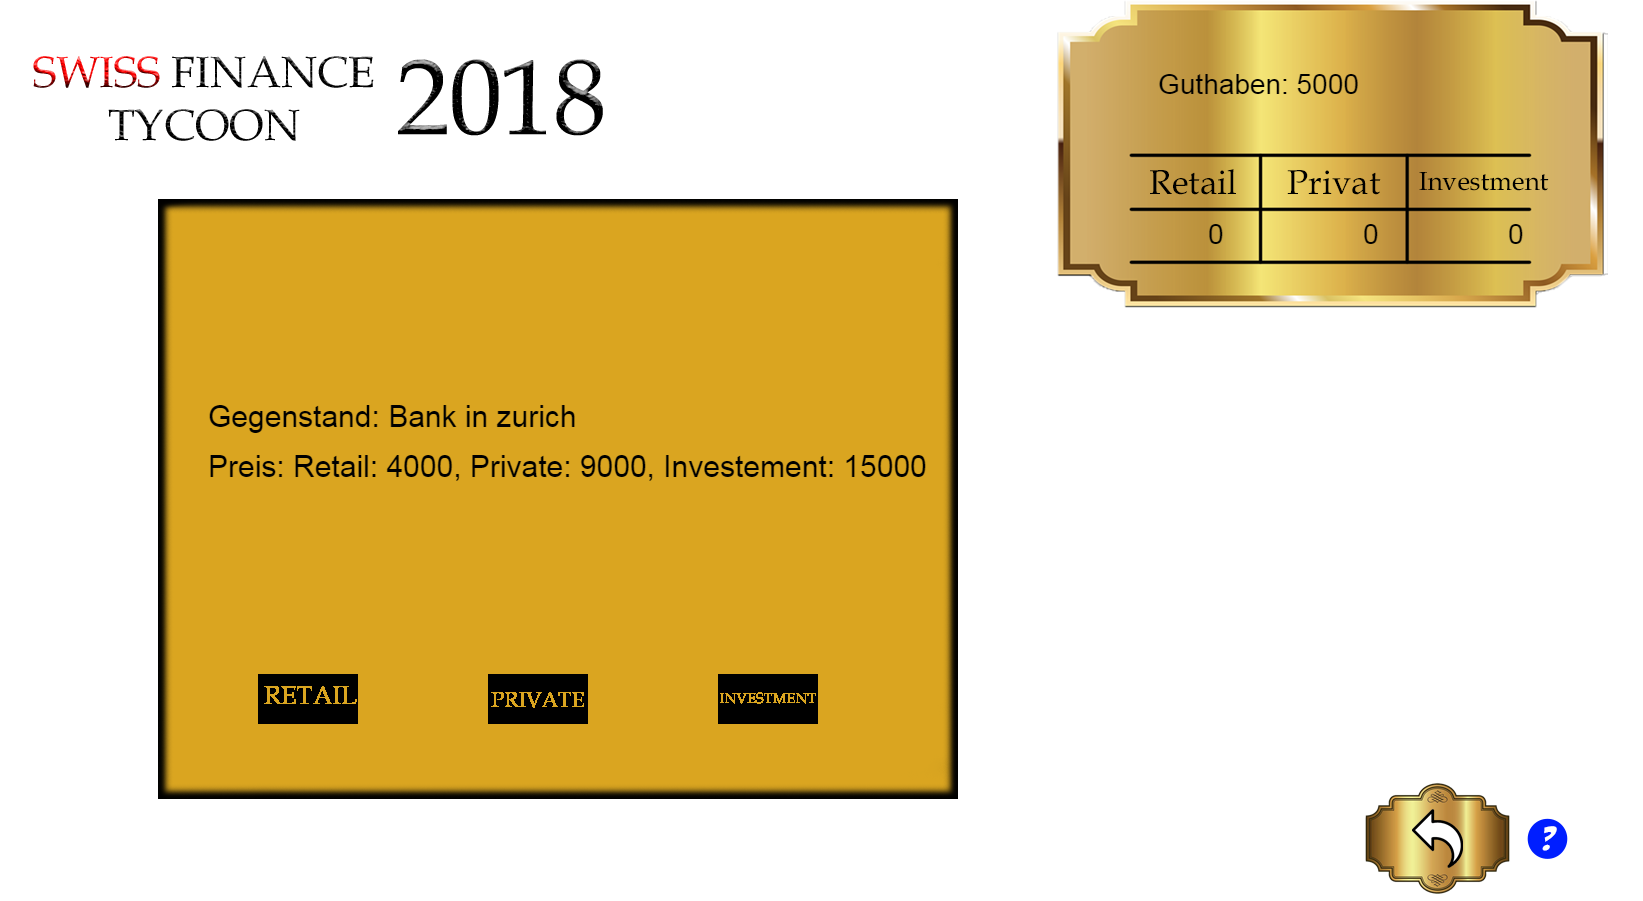 SWISS FINANCE
TYCOON
2018
Guthaben: 5000
Retail Privat Investment
0 0 0
Gegenstand: Bank in zurich
Preis: Retail: 4000, Private: 9000, Investement: 15000
RETAIL PRIVATE INVESTMENT
?